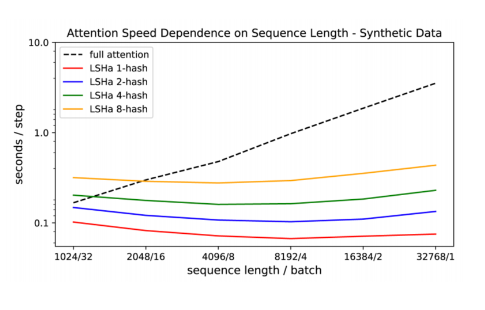 Attention Speed Dependence on Sequence Length - Synthetic Data
10.0
1.0
0.1
seconds / step
full attention
LSHa 1-hash
LSHa 2-hash
LSHa 4-hash
LSHa 8-hash
1024/32 2048/16 4096/8 8192/4 16384/2 32768/1
sequence length / batch